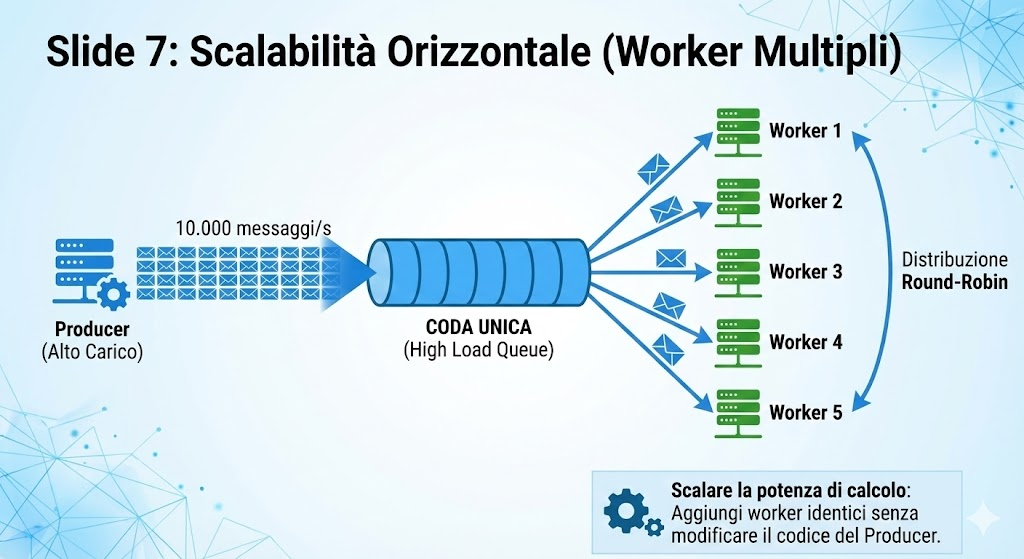 Slide 7: Scalabilità Orizzontale (Worker Multipli)
10.000 messaggi/s
Producer
(Alto Carico)
CODA UNICA
(High Load Queue)
Worker 1
Worker 2
Worker 3
Worker 4
Worker 5
Distribuzione
Round-Robin
Scalare la potenza di calcolo:
Aggiungi worker identici senza
modificare il codice del Producer.